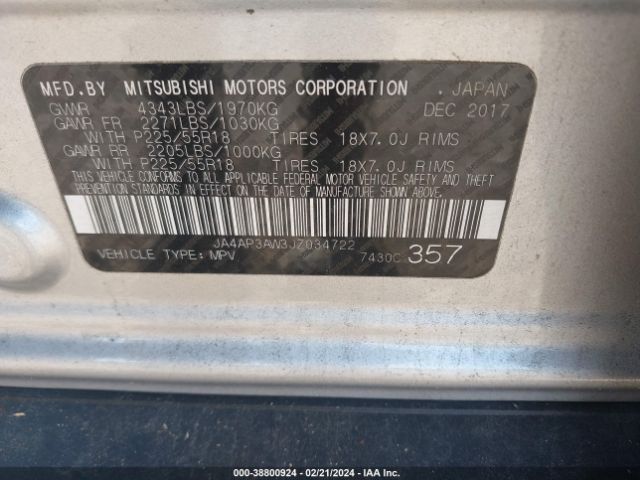 MFD.BY MITSUBISHI MOTORS CORPORATION . JAPAN
GVWR 4343LBS/1970KG DEC 2017
GAWR FR 2271LBS/1030KG
WITH P225/55R18 TIRES 18X7.0J RIMS
GAWR RR 2205LBS/1000KG
WITH P225/55R18 TIRES 18X7.0J RIMS
THIS VEHICLE CONFORMS TO ALL APPLICABLE FEDERAL MOTOR VEHICLE SAFETY AND THEFT
PREVENTION STANDARDS IN EFFECT ON THE DATE OF MANUFACTURE SHOWN ABOVE.
JA4AP3AW3JZ034722
VEHICLE TYPE: MPV 7430C 357
000-38800924 | 02/21/2024 | IAA Inc.